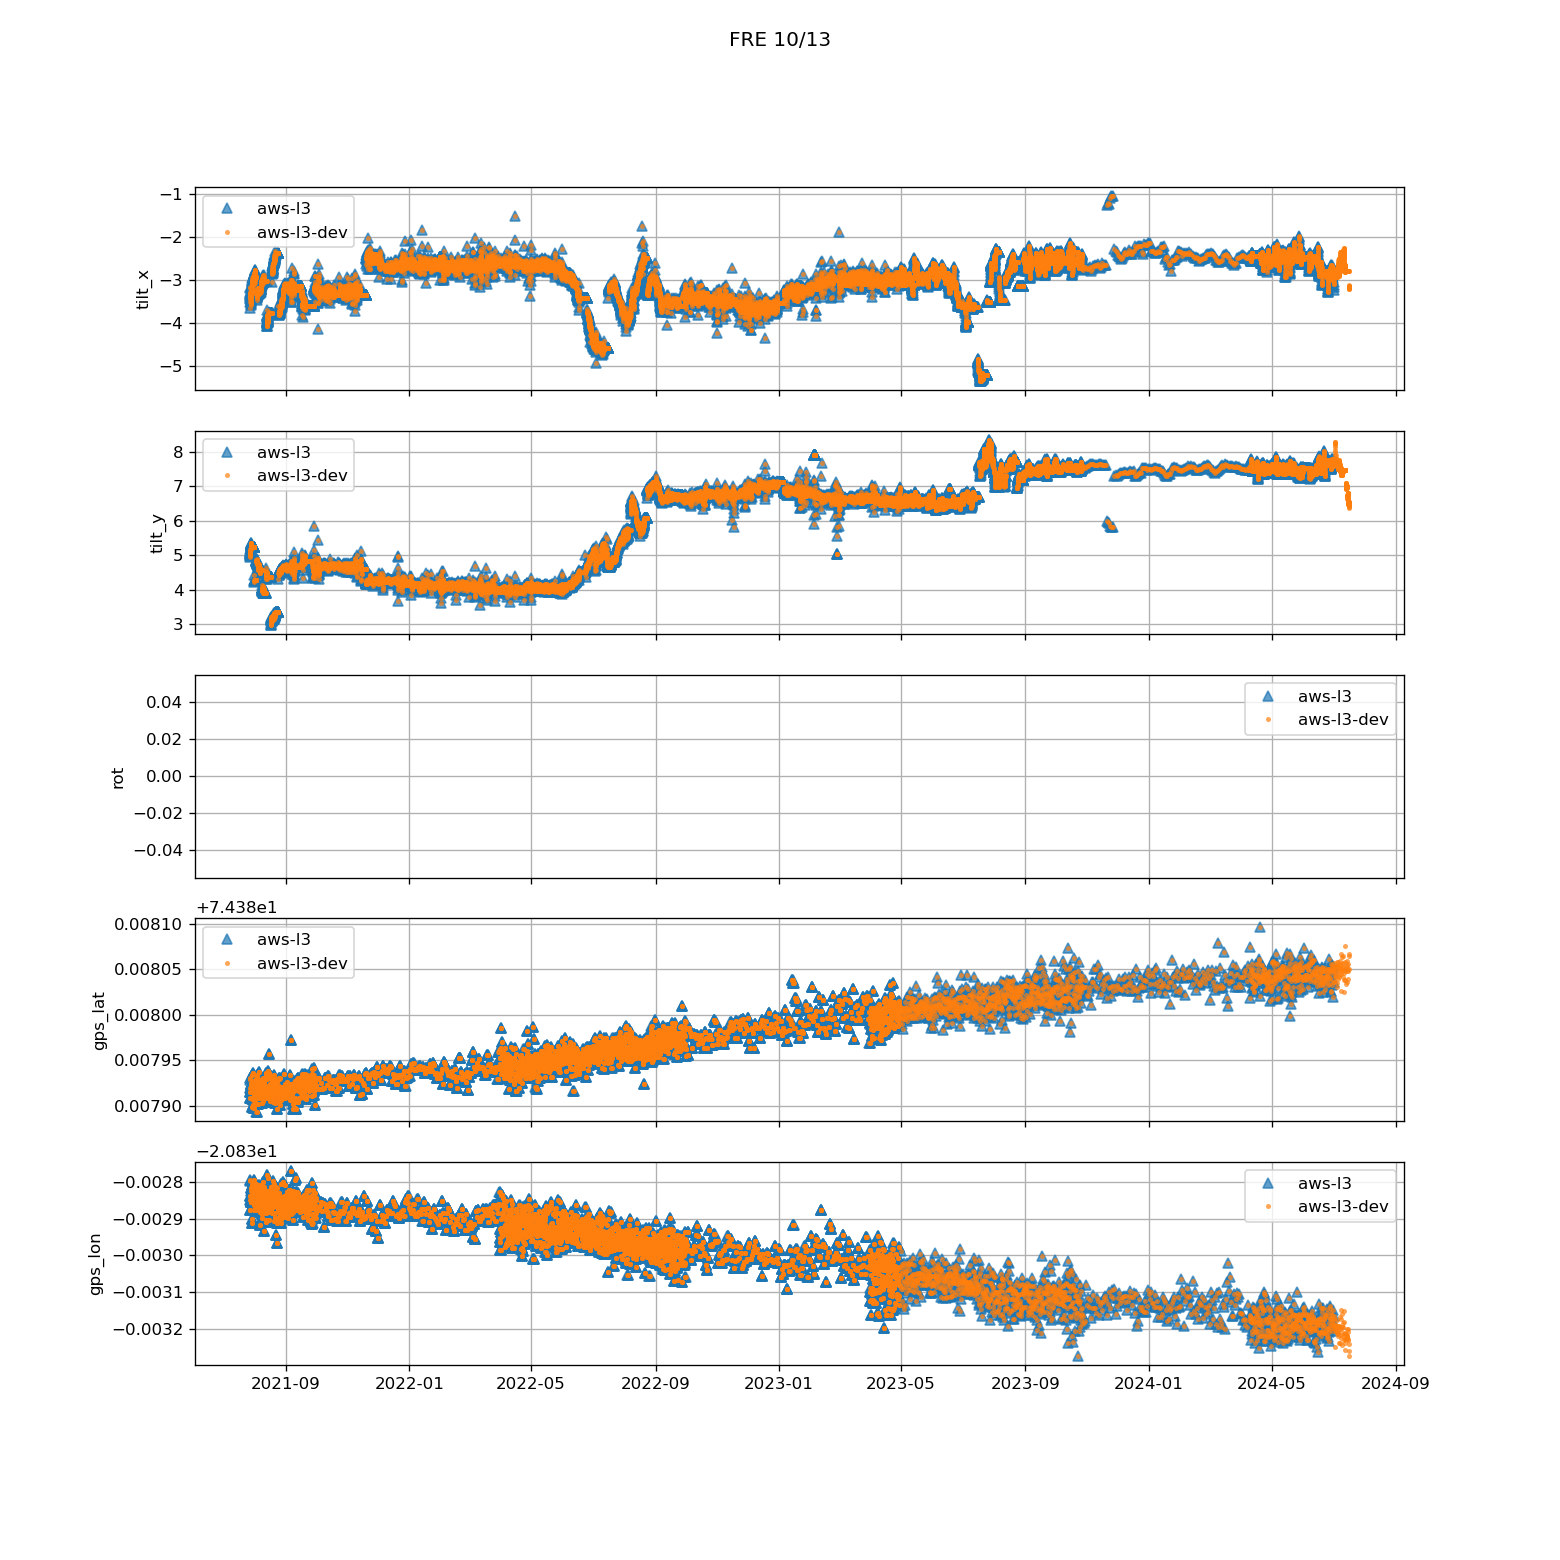 FRE 10/13
tilt_x
−1
−2
−3
−4
−5
aws-l3
aws-l3-dev
tilt_y
8
7
6
5
4
3
aws-l3
aws-l3-dev
rot
0.04
0.02
0.00
−0.02
−0.04
aws-l3
aws-l3-dev
+7.438e1
gps_lat
0.00810
0.00805
0.00800
0.00795
0.00790
aws-l3
aws-l3-dev
−2.083e1
gps_lon
−0.0028
−0.0029
−0.0030
−0.0031
−0.0032
aws-l3
aws-l3-dev
2021-09 2022-01 2022-05 2022-09 2023-01 2023-05 2023-09 2024-01 2024-05 2024-09